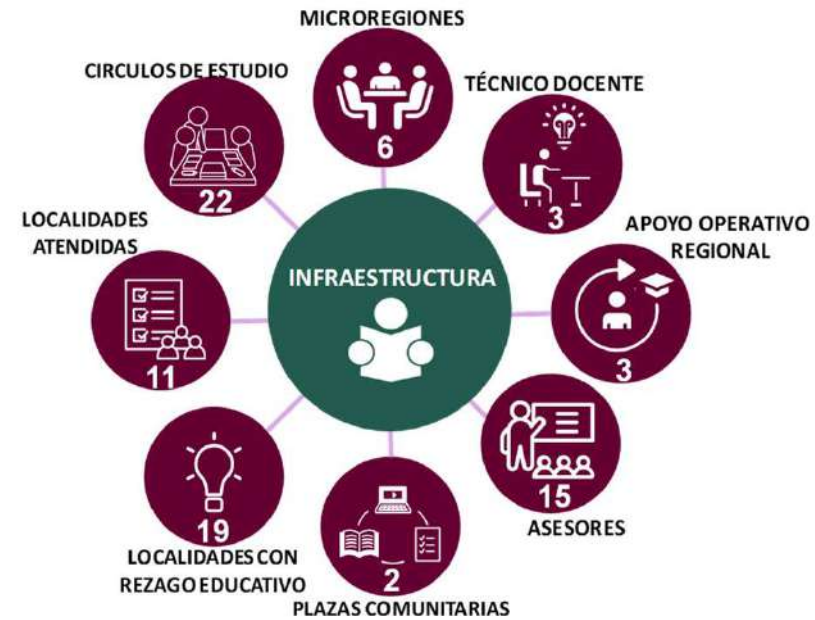 MICROREGIONES
6
TÉCNICO DOCENTE
3
APOYO OPERATIVO
REGIONAL
3
15
ASESORES
2
PLAZAS COMUNITARIAS
19
LOCALIDADES CON
REZAGO EDUCATIVO
LOCALIDADES
ATENDIDAS
11
CIRCULOS DE ESTUDIO
22
INFRAESTRUCTURA